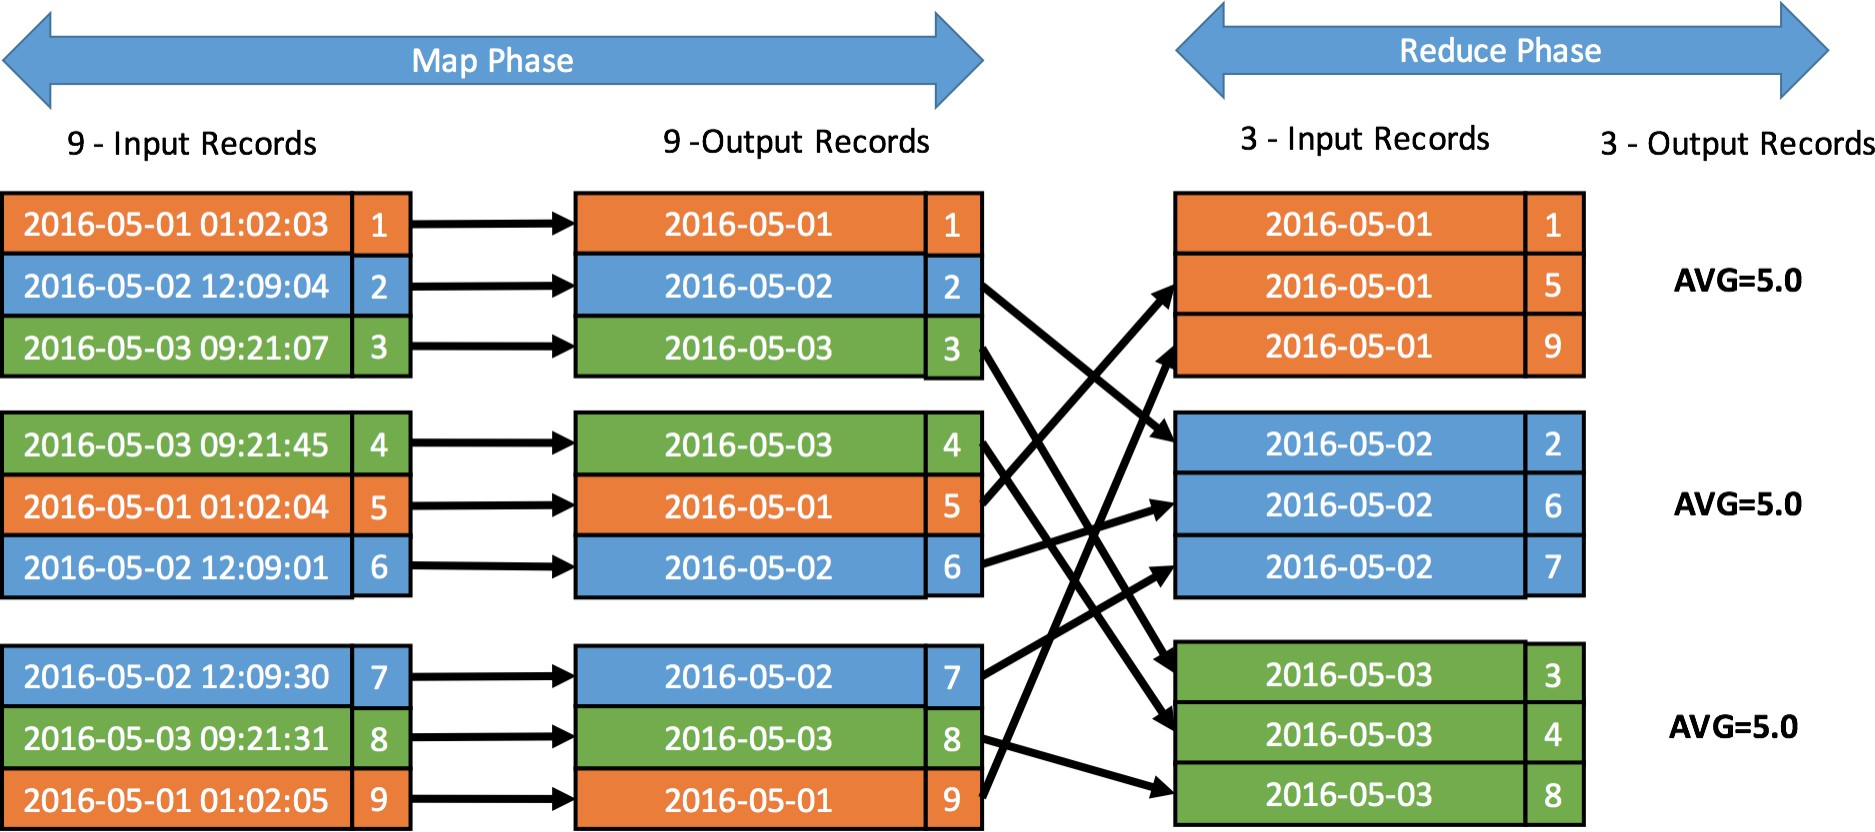 Map Phase
Reduce Phase
9 - Input Records
9 -Output Records
3 - Input Records
3 - Output Records
2016-05-01 01:02:03 1
2016-05-02 12:09:04 2
2016-05-03 09:21:07 3
2016-05-03 09:21:45 4
2016-05-01 01:02:04 5
2016-05-02 12:09:01 6
2016-05-02 12:09:30 7
2016-05-03 09:21:31 8
2016-05-01 01:02:05 9
2016-05-01 1
2016-05-02 2
2016-05-03 3
2016-05-03 4
2016-05-01 5
2016-05-02 6
2016-05-02 7
2016-05-03 8
2016-05-01 9
2016-05-01 1
2016-05-01 5
2016-05-01 9
2016-05-02 2
2016-05-02 6
2016-05-02 7
2016-05-03 3
2016-05-03 4
2016-05-03 8
AVG=5.0
AVG=5.0
AVG=5.0